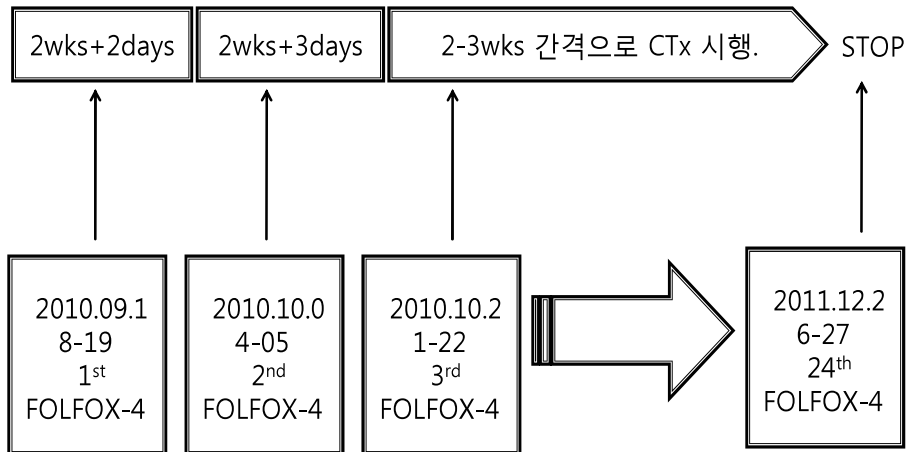 2wks+2days
2wks+3days
2-3wks 간격으로 CTx 시행.
STOP
2010.09.1
8-19
1st
FOLFOX-4
2010.10.0
4-05
2nd
FOLFOX-4
2010.10.2
1-22
3rd
FOLFOX-4
2011.12.2
6-27
24th
FOLFOX-4